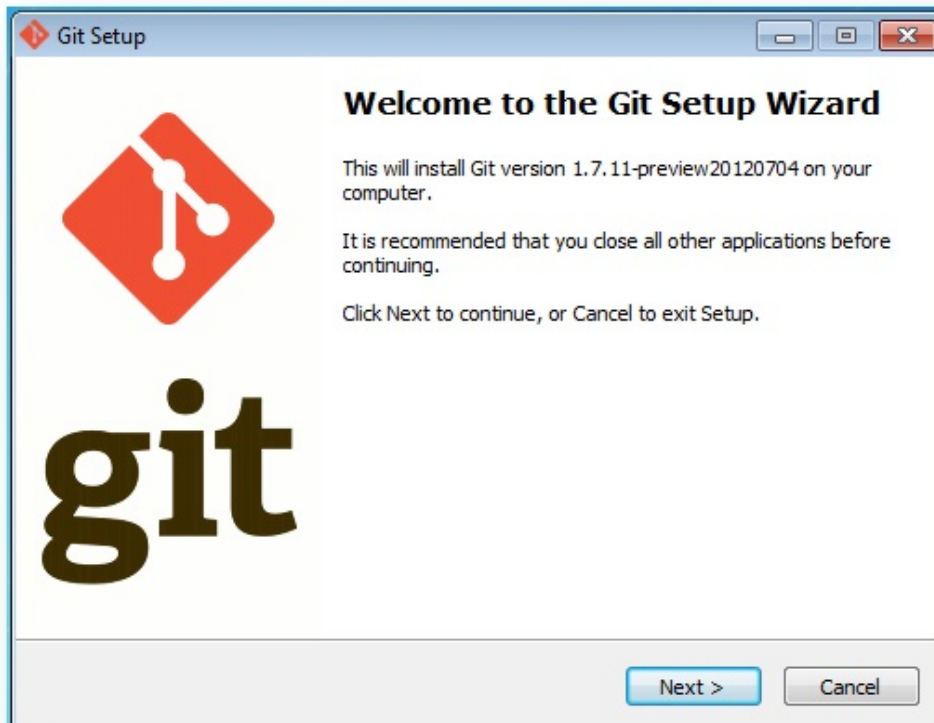 Git Setup
Welcome to the Git Setup Wizard
This will install Git version 1.7.11-preview20120704 on your
computer.
It is recommended that you close all other applications before
continuing.
Click Next to continue, or Cancel to exit Setup.
git
Next >
Cancel